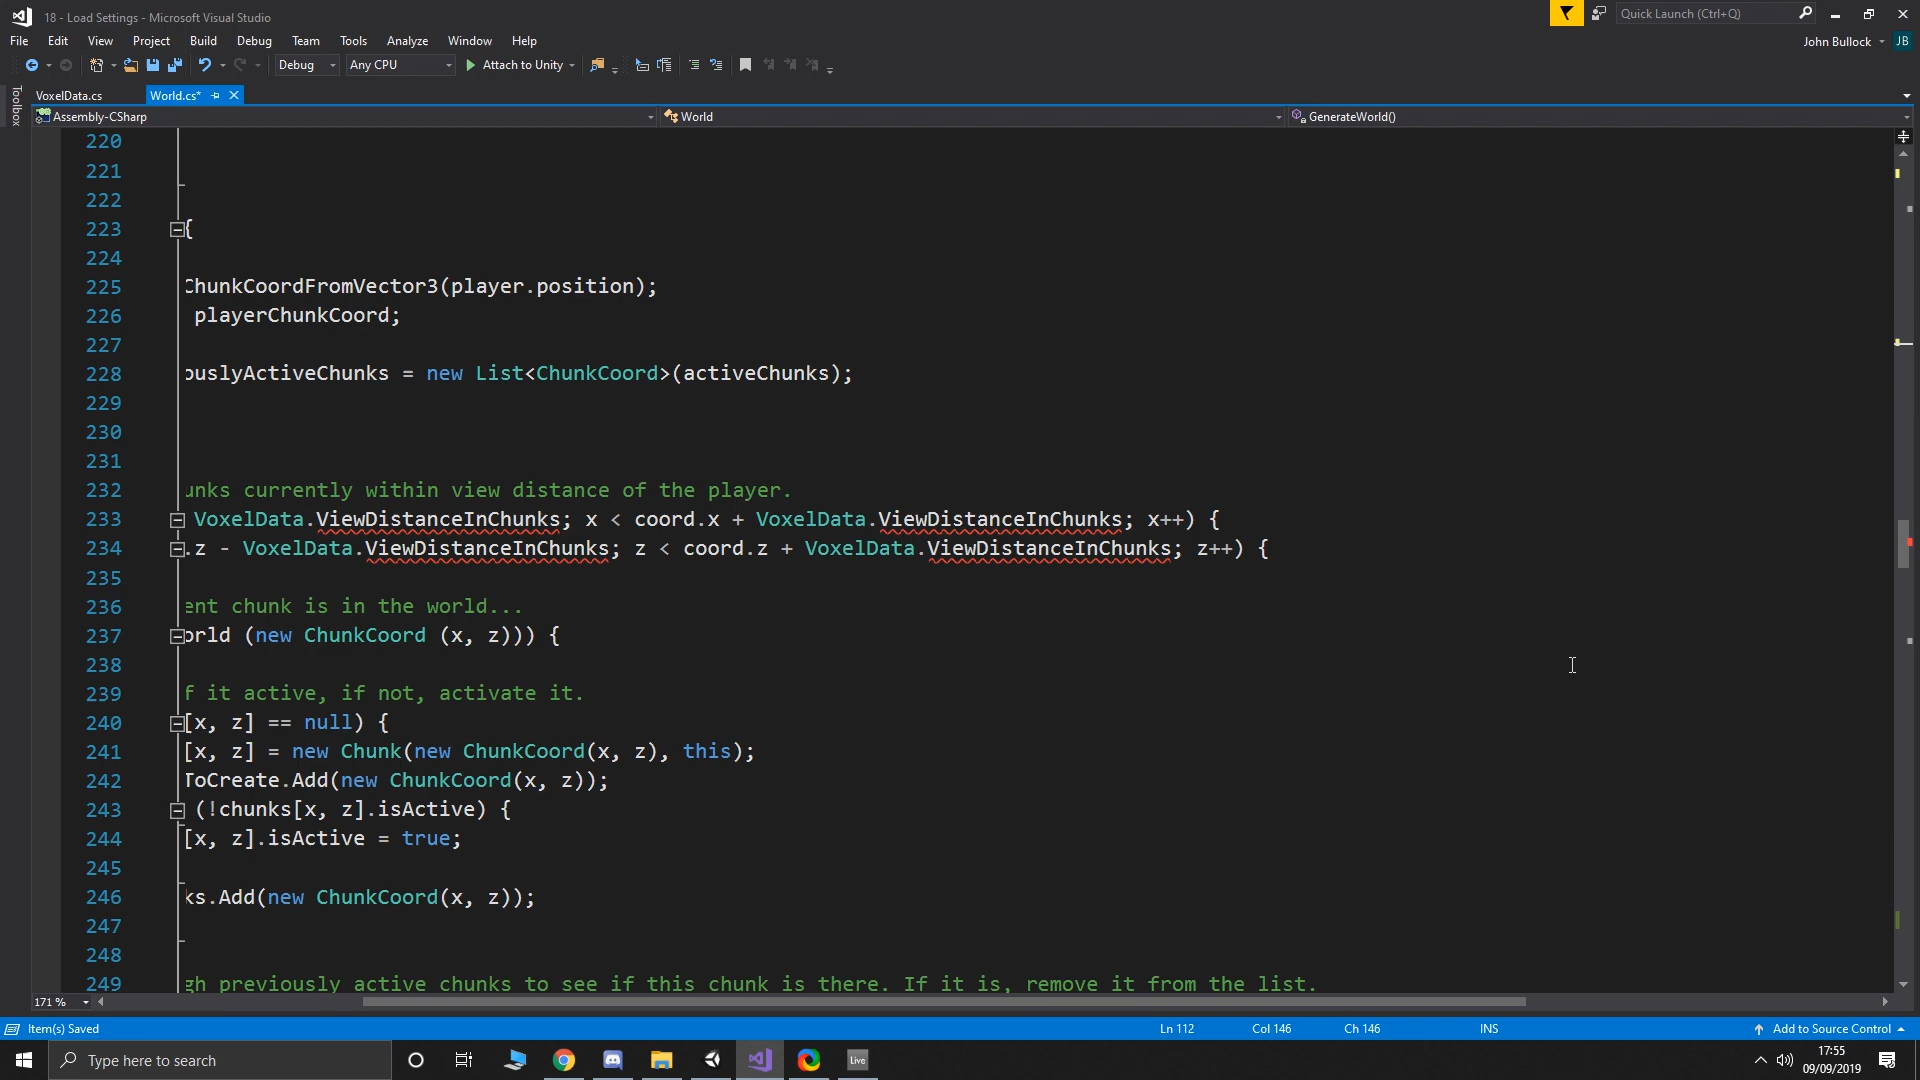 18 - Load Settings - Microsoft Visual Studio
Quick Launch (Ctrl+Q)
File Edit View Project Build Debug Team Tools Analyze Window Help
John Bullock JB
Debug Any CPU Attach to Unity
Toolbox
VoxelData.cs World.cs*
Assembly-CSharp World GenerateWorld()
220
221
222
223 {
224
225 ChunkCoordFromVector3(player.position);
226 playerChunkCoord;
227
228 ouslyActiveChunks = new List<ChunkCoord>(activeChunks);
229
230
231
232 unks currently within view distance of the player.
233 VoxelData.ViewDistanceInChunks; x < coord.x + VoxelData.ViewDistanceInChunks; x++) {
234 .z - VoxelData.ViewDistanceInChunks; z < coord.z + VoxelData.ViewDistanceInChunks; z++) {
235
236 ent chunk is in the world...
237 orld (new ChunkCoord (x, z))) {
238
239 f it active, if not, activate it.
240 [x, z] == null) {
241 [x, z] = new Chunk(new ChunkCoord(x, z), this);
242 ToCreate.Add(new ChunkCoord(x, z));
243 (!chunks[x, z].isActive) {
244 [x, z].isActive = true;
245
246 ks.Add(new ChunkCoord(x, z));
247
248
249 gh previously active chunks to see if this chunk is there. If it is, remove it from the list.
171 %
Item(s) Saved Ln 112 Col 146 Ch 146 INS Add to Source Control
Type here to search
Live
17:55
09/09/2019